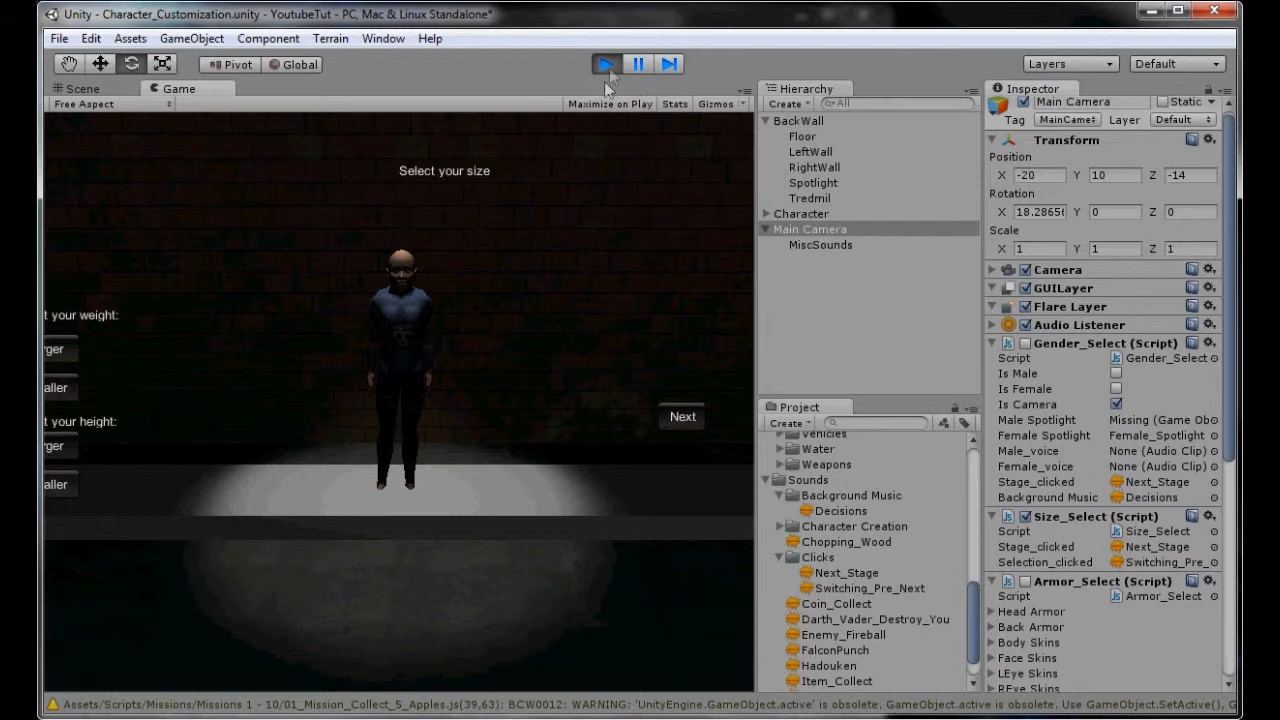 Unity - Character_Customization.unity - YoutubeTut - PC, Mac & Linux Standalone*
File Edit Assets GameObject Component Terrain Window Help
Pivot Global Layers Default
Scene Game
Free Aspect Maximize on Play Stats Gizmos
Select your size
t your weight:
rger
aller
t your height:
rger
aller
Next
Hierarchy
Create All
BackWall
Floor
LeftWall
RightWall
Spotlight
Tredmil
Character
Main Camera
MiscSounds
Project
Create
Vehicles
Water
Weapons
Sounds
Background Music
Decisions
Character Creation
Chopping_Wood
Clicks
Next_Stage
Switching_Pre_Next
Coin_Collect
Darth_Vader_Destroy_You
Enemy_Fireball
FalconPunch
Hadouken
Item_Collect
Inspector
Main Camera Static
Tag MainCame Layer Default
Transform
Position
X -20 Y 10 Z -14
Rotation
X 18.2865 Y 0 Z 0
Scale
X 1 Y 1 Z 1
Camera
GUILayer
Flare Layer
Audio Listener
Gender_Select (Script)
Script Gender_Select
Is Male
Is Female
Is Camera
Male Spotlight Missing (Game Ob
Female Spotlight Female_Spotlight
Male_voice None (Audio Clip)
Female_voice None (Audio Clip)
Stage_clicked Next_Stage
Background Music Decisions
Size_Select (Script)
Script Size_Select
Stage_clicked Next_Stage
Selection_clicked Switching_Pre_
Armor_Select (Script)
Script Armor_Select
Head Armor
Back Armor
Body Skins
Face Skins
LEye Skins
REye Skins
Assets/Scripts/Missions/Missions 1 - 10/01_Mission_Collect_5_Apples.js(39,63): BCW0012: WARNING: 'UnityEngine.GameObject.active' is obsolete. GameObject.active is obsolete. Use GameObject.SetActive(), G